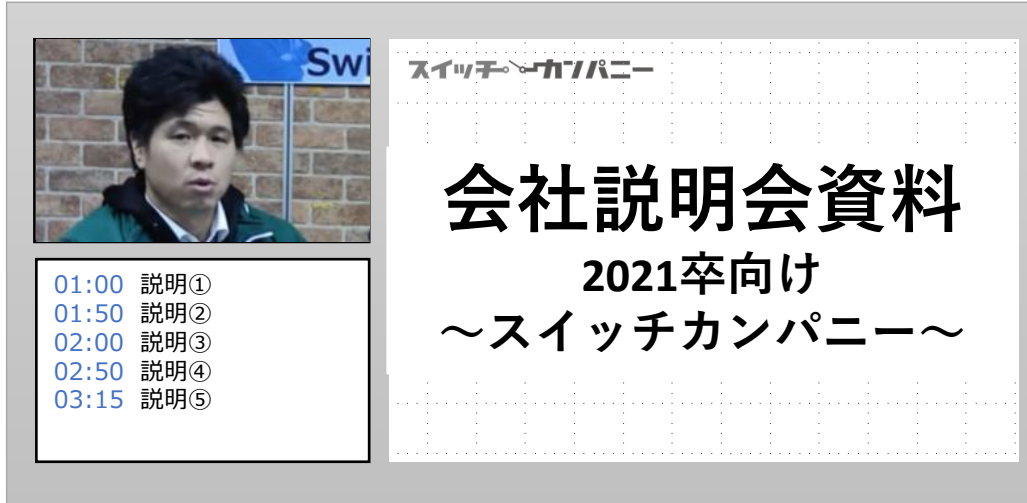 Swi
01:00 説明①
01:50 説明②
02:00 説明③
02:50 説明④
03:15 説明⑤
スイッチカンパニー
会社説明会資料
2021卒向け
～スイッチカンパニー～